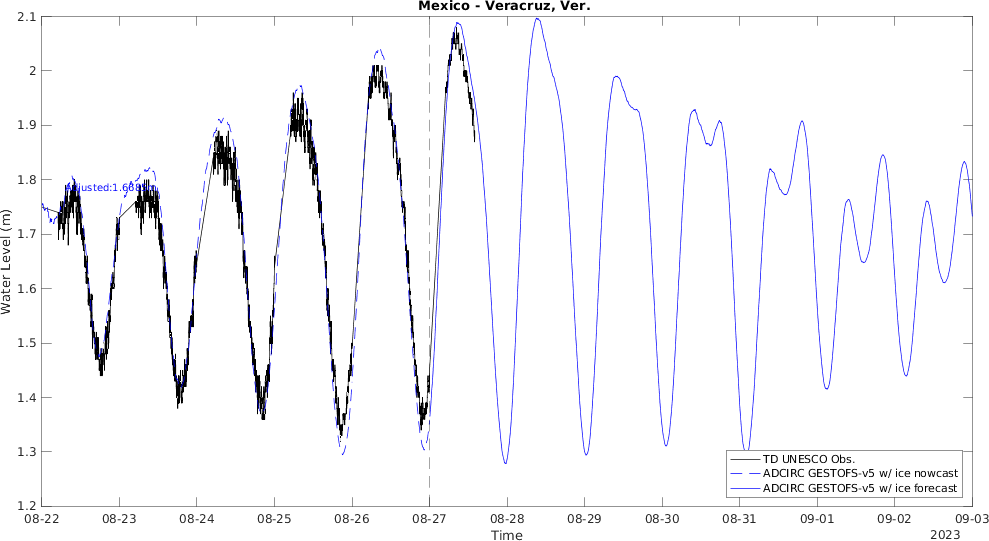 Mexico - Veracruz, Ver.
2.1
2
1.9
1.8
1.7
1.6
1.5
1.4
1.3
1.2
Water Level (m)
TD UNESCO Obs.
ADCIRC GESTOFS-v5 w/ ice nowcast
ADCIRC GESTOFS-v5 w/ ice forecast
08-22 08-23 08-24 08-25 08-26 08-27 08-28 08-29 08-30 08-31 09-01 09-02 09-03
Time
2023